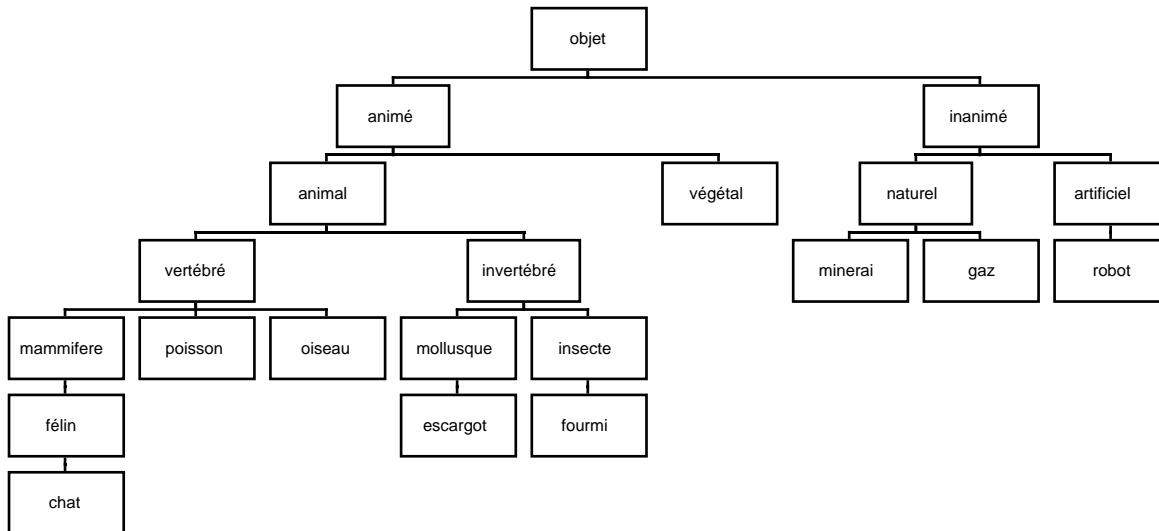 objet
animé
inanimé
animal
végétal
naturel
artificiel
vertébré
invertébré
minerai
gaz
robot
mammifere
poisson
oiseau
mollusque
insecte
félin
escargot
fourmi
chat